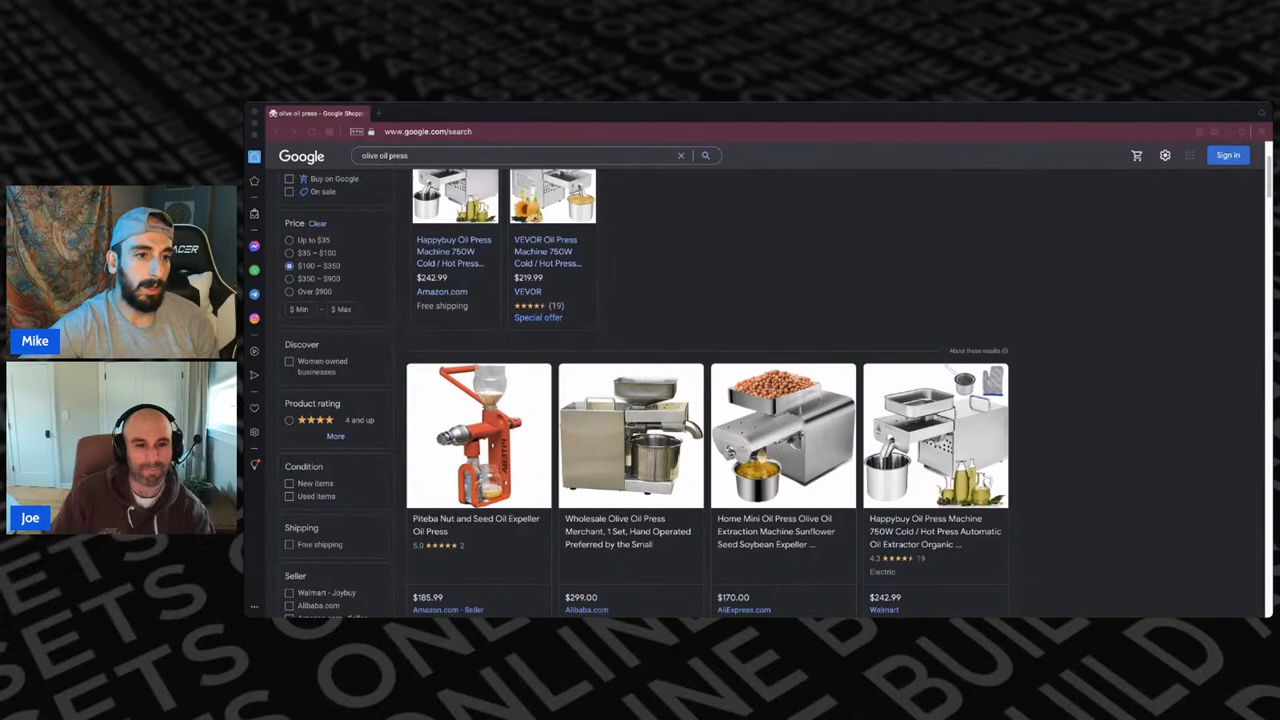 olive oil press - Google Shopp
www.google.com/search
Google
olive oil press
Sign in
Buy on Google
On sale
Price Clear
Up to $35
$35 – $100
$100 – $350
$350 – $900
Over $900
$ Min – $ Max
Discover
Women-owned
businesses
Product rating
4 and up
More
Condition
New items
Used items
Shipping
Free shipping
Seller
Walmart - Joybuy
Alibaba.com
Happybuy Oil Press
Machine 750W
Cold / Hot Press...
$242.99
Amazon.com
Free shipping
VEVOR Oil Press
Machine 750W
Cold / Hot Press...
$219.99
VEVOR
(19)
Special offer
About these results
Piteba Nut and Seed Oil Expeller
Oil Press
5.0 2
$185.99
Amazon.com - Seller
Wholesale Olive Oil Press
Merchant, 1 Set, Hand Operated
Preferred by the Small
$299.00
Alibaba.com
Home Mini Oil Press Olive Oil
Extraction Machine Sunflower
Seed Soybean Expeller ...
$170.00
AliExpress.com
Happybuy Oil Press Machine
750W Cold / Hot Press Automatic
Oil Extractor Organic ...
4.3 19
Electric
$242.99
Walmart
ACER
Mike
Joe
BUILD
ASSETS ONLINE